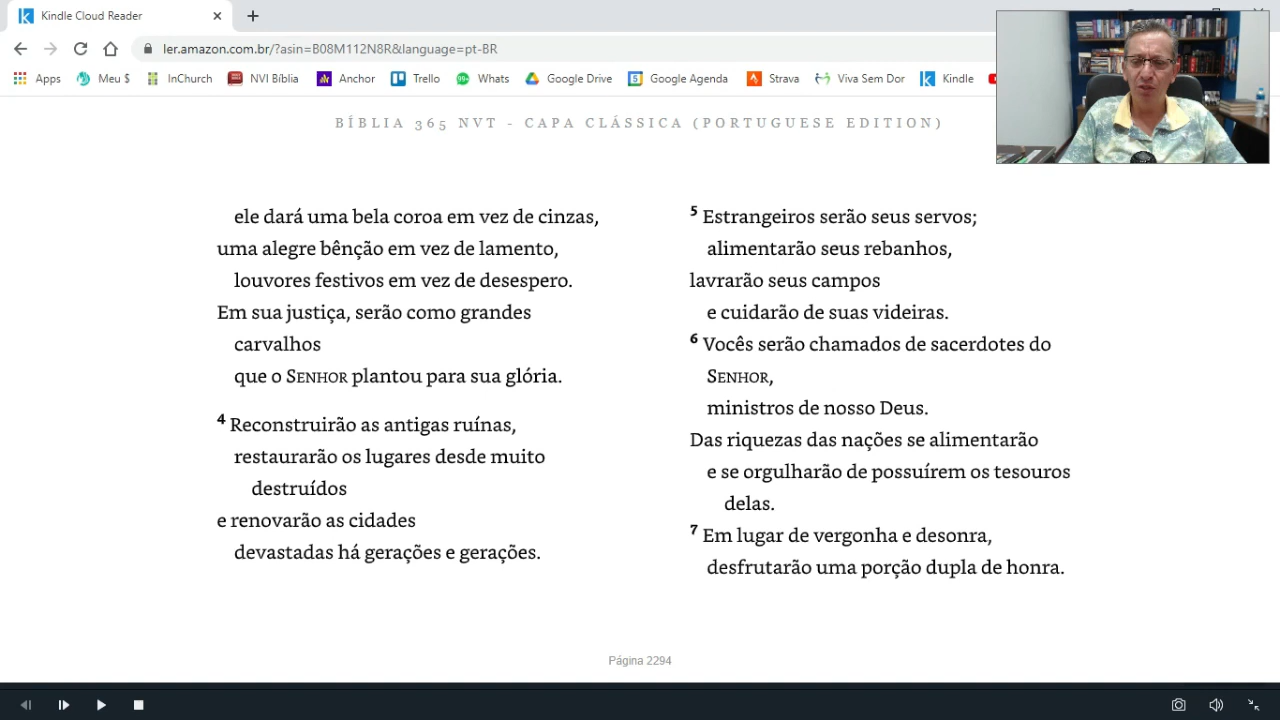 Kindle Cloud Reader
ler.amazon.com.br/?asin=B08M112N8R&language=pt-BR
Apps
Meu $
InChurch
NVI Bíblia
Anchor
Trello
Whats
Google Drive
Google Agenda
Strava
Viva Sem Dor
Kindle
BÍBLIA 365 NVT - CAPA CLÁSSICA (PORTUGUESE EDITION)
ele dará uma bela coroa em vez de cinzas,
uma alegre bênção em vez de lamento,
louvores festivos em vez de desespero.
Em sua justiça, serão como grandes
carvalhos
que o SENHOR plantou para sua glória.
4 Reconstruirão as antigas ruínas,
restaurarão os lugares desde muito
destruídos
e renovarão as cidades
devastadas há gerações e gerações.
5 Estrangeiros serão seus servos;
alimentarão seus rebanhos,
lavrarão seus campos
e cuidarão de suas videiras.
6 Vocês serão chamados de sacerdotes do
SENHOR,
ministros de nosso Deus.
Das riquezas das nações se alimentarão
e se orgulharão de possuírem os tesouros
delas.
7 Em lugar de vergonha e desonra,
desfrutarão uma porção dupla de honra.
Página 2294